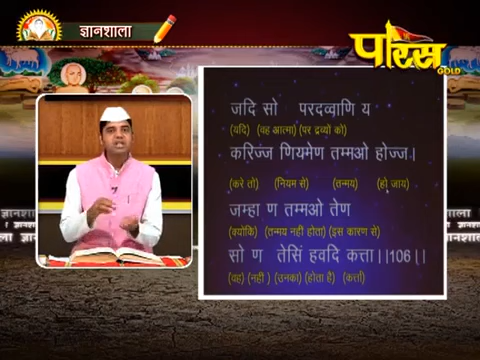 ज्ञानशाला
पारस
GOLD
जदि सो परदव्वाणि य
(यदि) (वह आत्मा) (पर द्रव्यों को)
करिज्ज णियमेण तम्मओ होज्ज।
(करे तो) (नियम से) (तन्मय) (हो जाय)
जम्हा ण तम्मओ तेण
(क्योंकि) (तन्मय नहीं होता) (इस कारण से)
सो ण तेसिं हवदि कत्ता।।106।।
(वह) (नहीं) (उनका) (होता है) (कर्त्ता)
ज्ञानशाला
ज्ञानशाला